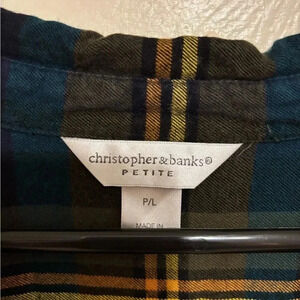 christopher & banks®
PETITE
P/L
MADE IN